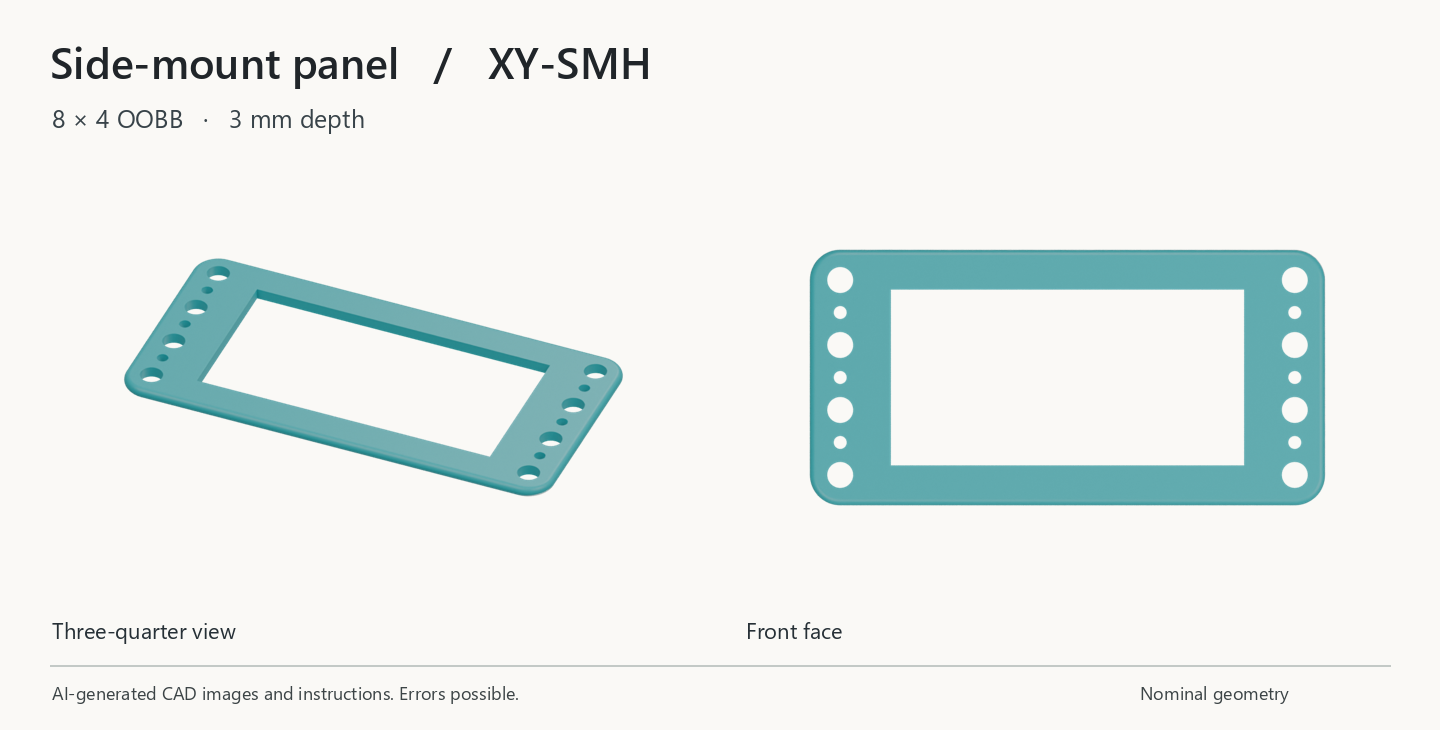 Side-mount panel / XY-SMH
8 × 4 OOBB · 3 mm depth
Three-quarter view
Front face
AI-generated CAD images and instructions. Errors possible.
Nominal geometry